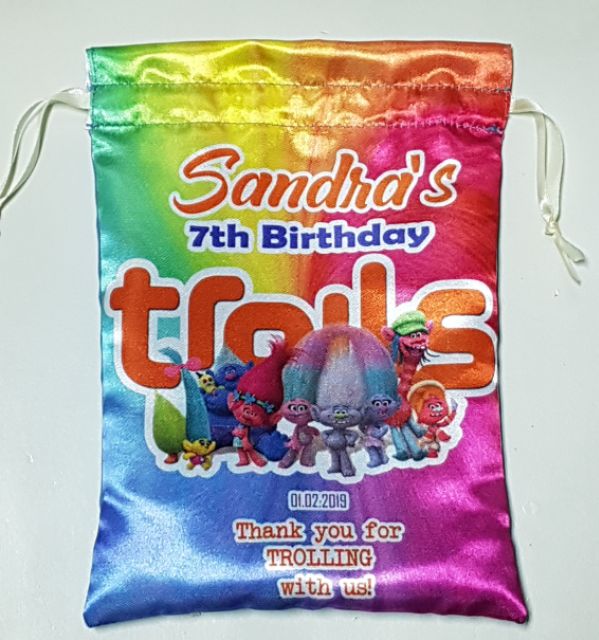 Sandra's
7th Birthday
trolls
01.02.2019
Thank you for
TROLLING
with us!